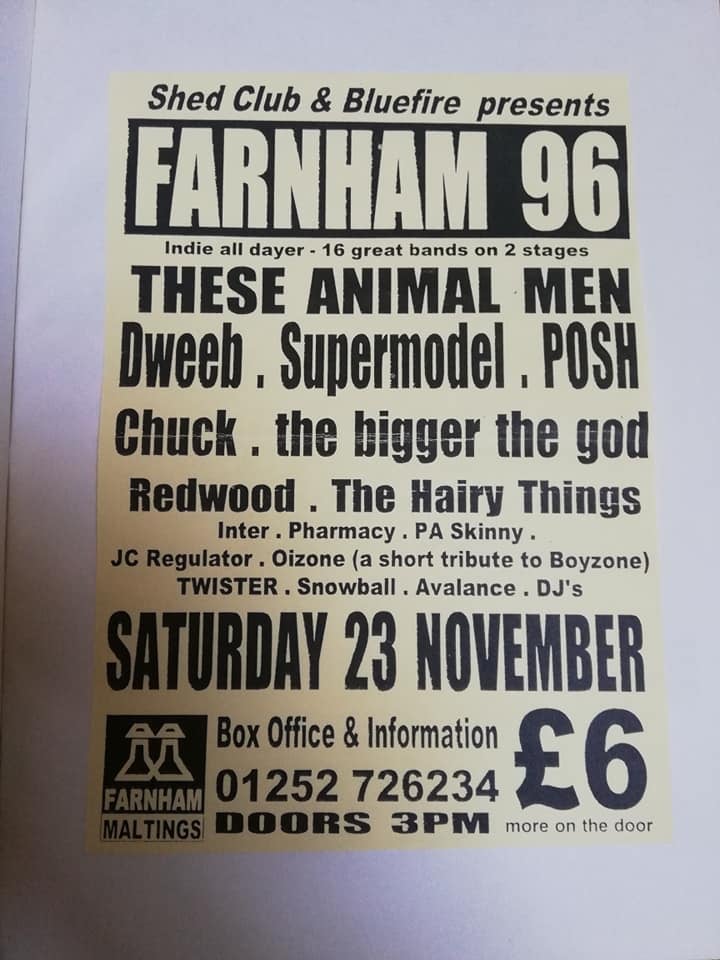 Shed Club & Bluefire presents
FARNHAM 96
Indie all dayer - 16 great bands on 2 stages
THESE ANIMAL MEN
Dweeb . Supermodel . POSH
Chuck . the bigger the god
Redwood . The Hairy Things
Inter . Pharmacy . PA Skinny .
JC Regulator . Oizone (a short tribute to Boyzone)
TWISTER . Snowball . Avalance . DJ's
SATURDAY 23 NOVEMBER
FARNHAM
MALTINGS
Box Office & Information
01252 726234
DOORS 3PM
£6
more on the door